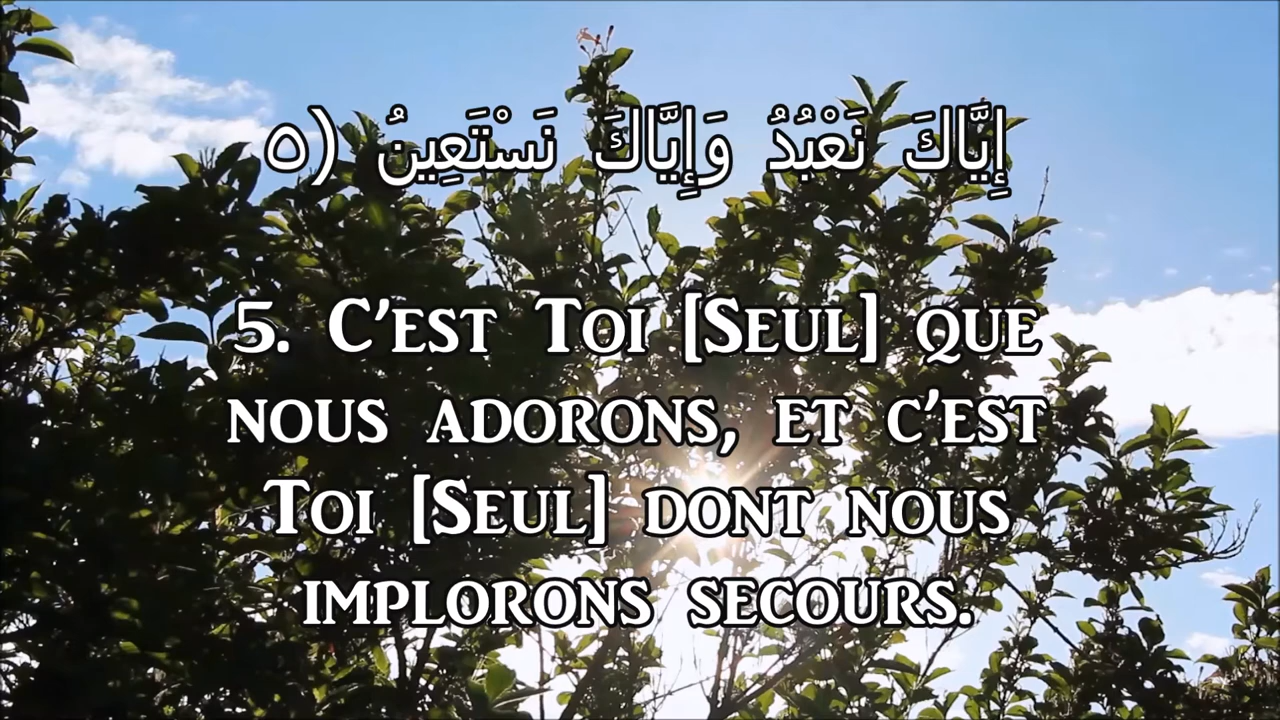 إِيَّاكَ نَعْبُدُ وَإِيَّاكَ نَسْتَعِينُ (٥
5. C'est Toi [Seul] que
nous adorons, et c'est
Toi [Seul] dont nous
implorons secours.